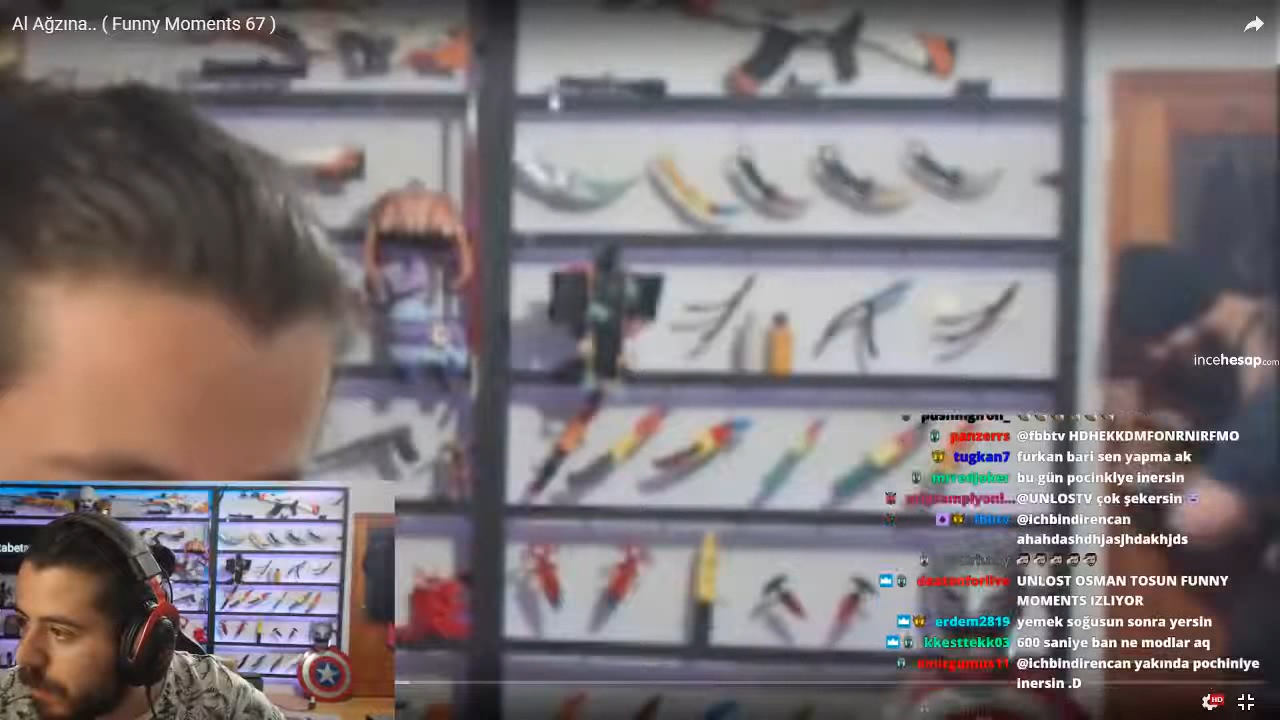 Al Ağzına.. ( Funny Moments 67 )
incehesap.com
panzerrs @fbbtv HDHEKKDMFONRNIRFMO
tugkan7 furkan bari sen yapma ak
mrredjoker bu gün pocinkiye inersin
@UNLOSTV çok şekersin
@ichbindirencan
ahahdashdhjasjhdakhjds
UNLOST OSMAN TOSUN FUNNY
MOMENTS IZLIYOR
erdem2819 yemek soğusun sonra yersin
kkesttekk03 600 saniye ban ne modlar aq
@ichbindirencan yakında pochiniye
inersin .D
HD